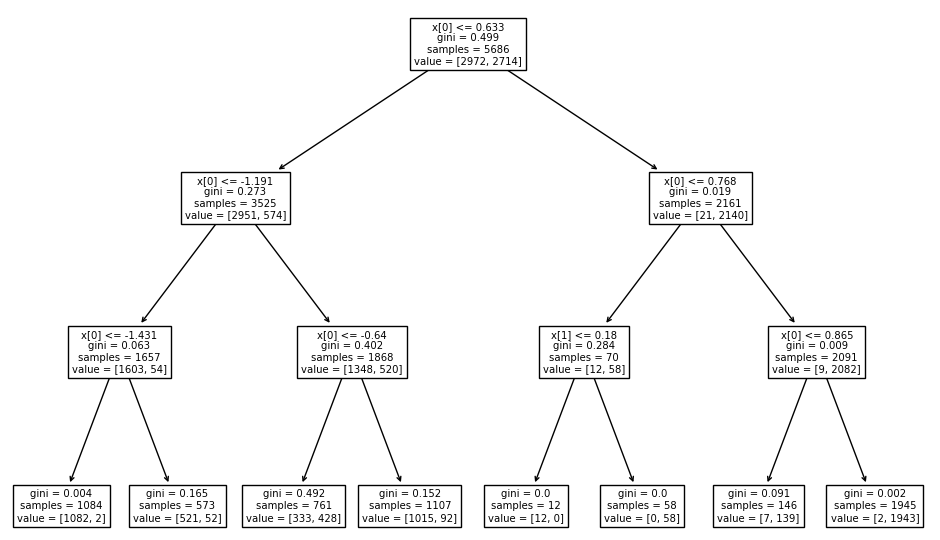 x[0] <= 0.633
gini = 0.499
samples = 5686
value = [2972, 2714]
x[0] <= -1.191
gini = 0.273
samples = 3525
value = [2951, 574]
x[0] <= 0.768
gini = 0.019
samples = 2161
value = [21, 2140]
x[0] <= -1.431
gini = 0.063
samples = 1657
value = [1603, 54]
x[0] <= -0.64
gini = 0.402
samples = 1868
value = [1348, 520]
x[1] <= 0.18
gini = 0.284
samples = 70
value = [12, 58]
x[0] <= 0.865
gini = 0.009
samples = 2091
value = [9, 2082]
gini = 0.004
samples = 1084
value = [1082, 2]
gini = 0.165
samples = 573
value = [521, 52]
gini = 0.492
samples = 761
value = [333, 428]
gini = 0.152
samples = 1107
value = [1015, 92]
gini = 0.0
samples = 12
value = [12, 0]
gini = 0.0
samples = 58
value = [0, 58]
gini = 0.091
samples = 146
value = [7, 139]
gini = 0.002
samples = 1945
value = [2, 1943]